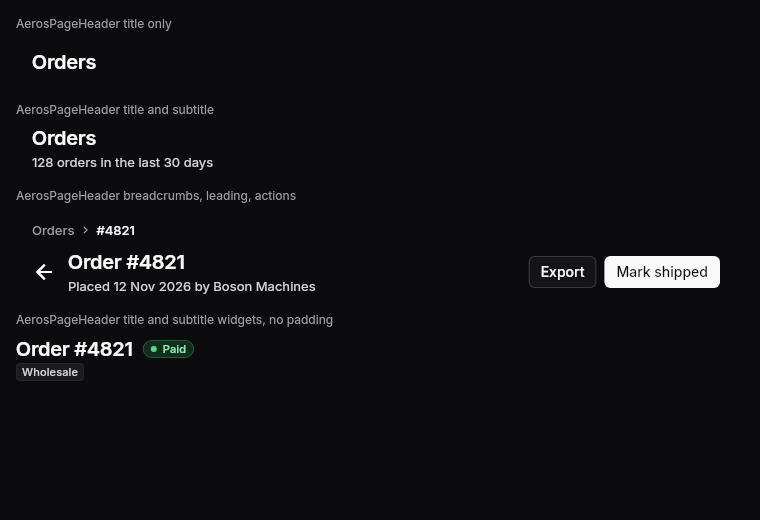 AerosPageHeader title only
Orders
AerosPageHeader title and subtitle
Orders
128 orders in the last 30 days
AerosPageHeader breadcrumbs, leading, actions
Orders > #4821
Order #4821
Placed 12 Nov 2026 by Boson Machines
Export
Mark shipped
AerosPageHeader title and subtitle widgets, no padding
Order #4821 Paid
Wholesale